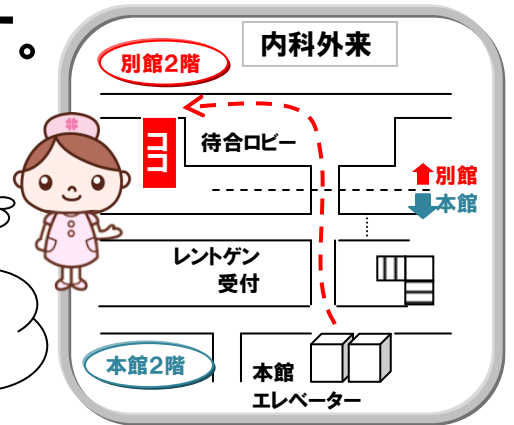 。
内科外来
別館2階
ココ
待合ロビー
別館
本館
レントゲン
受付
本館2階
本館
エレベーター